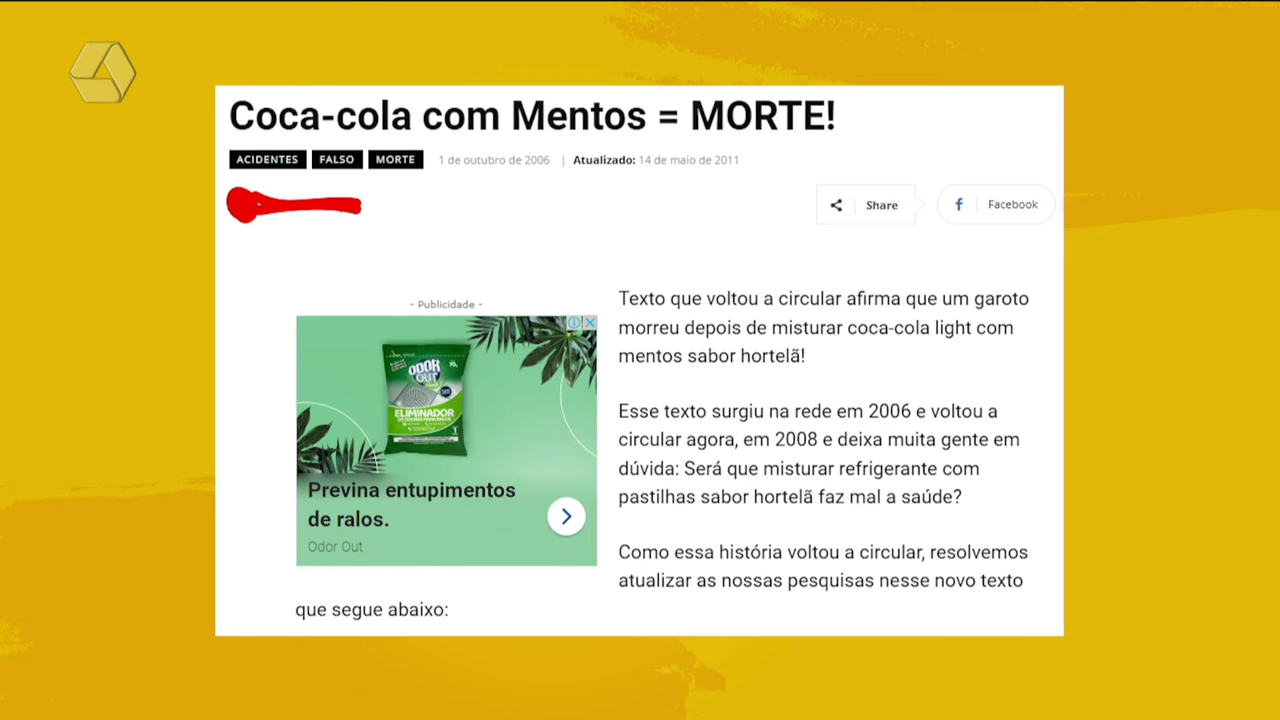 Coca-cola com Mentos = MORTE!
ACIDENTES FALSO MORTE 1 de outubro de 2006 | Atualizado: 14 de maio de 2011
Share Facebook
- Publicidade -
ODOR
OUT
ELIMINADOR
Previna entupimentos
de ralos.
Odor Out
Texto que voltou a circular afirma que um garoto
morreu depois de misturar coca-cola light com
mentos sabor hortelã!
Esse texto surgiu na rede em 2006 e voltou a
circular agora, em 2008 e deixa muita gente em
dúvida: Será que misturar refrigerante com
pastilhas sabor hortelã faz mal a saúde?
Como essa história voltou a circular, resolvemos
atualizar as nossas pesquisas nesse novo texto
que segue abaixo: